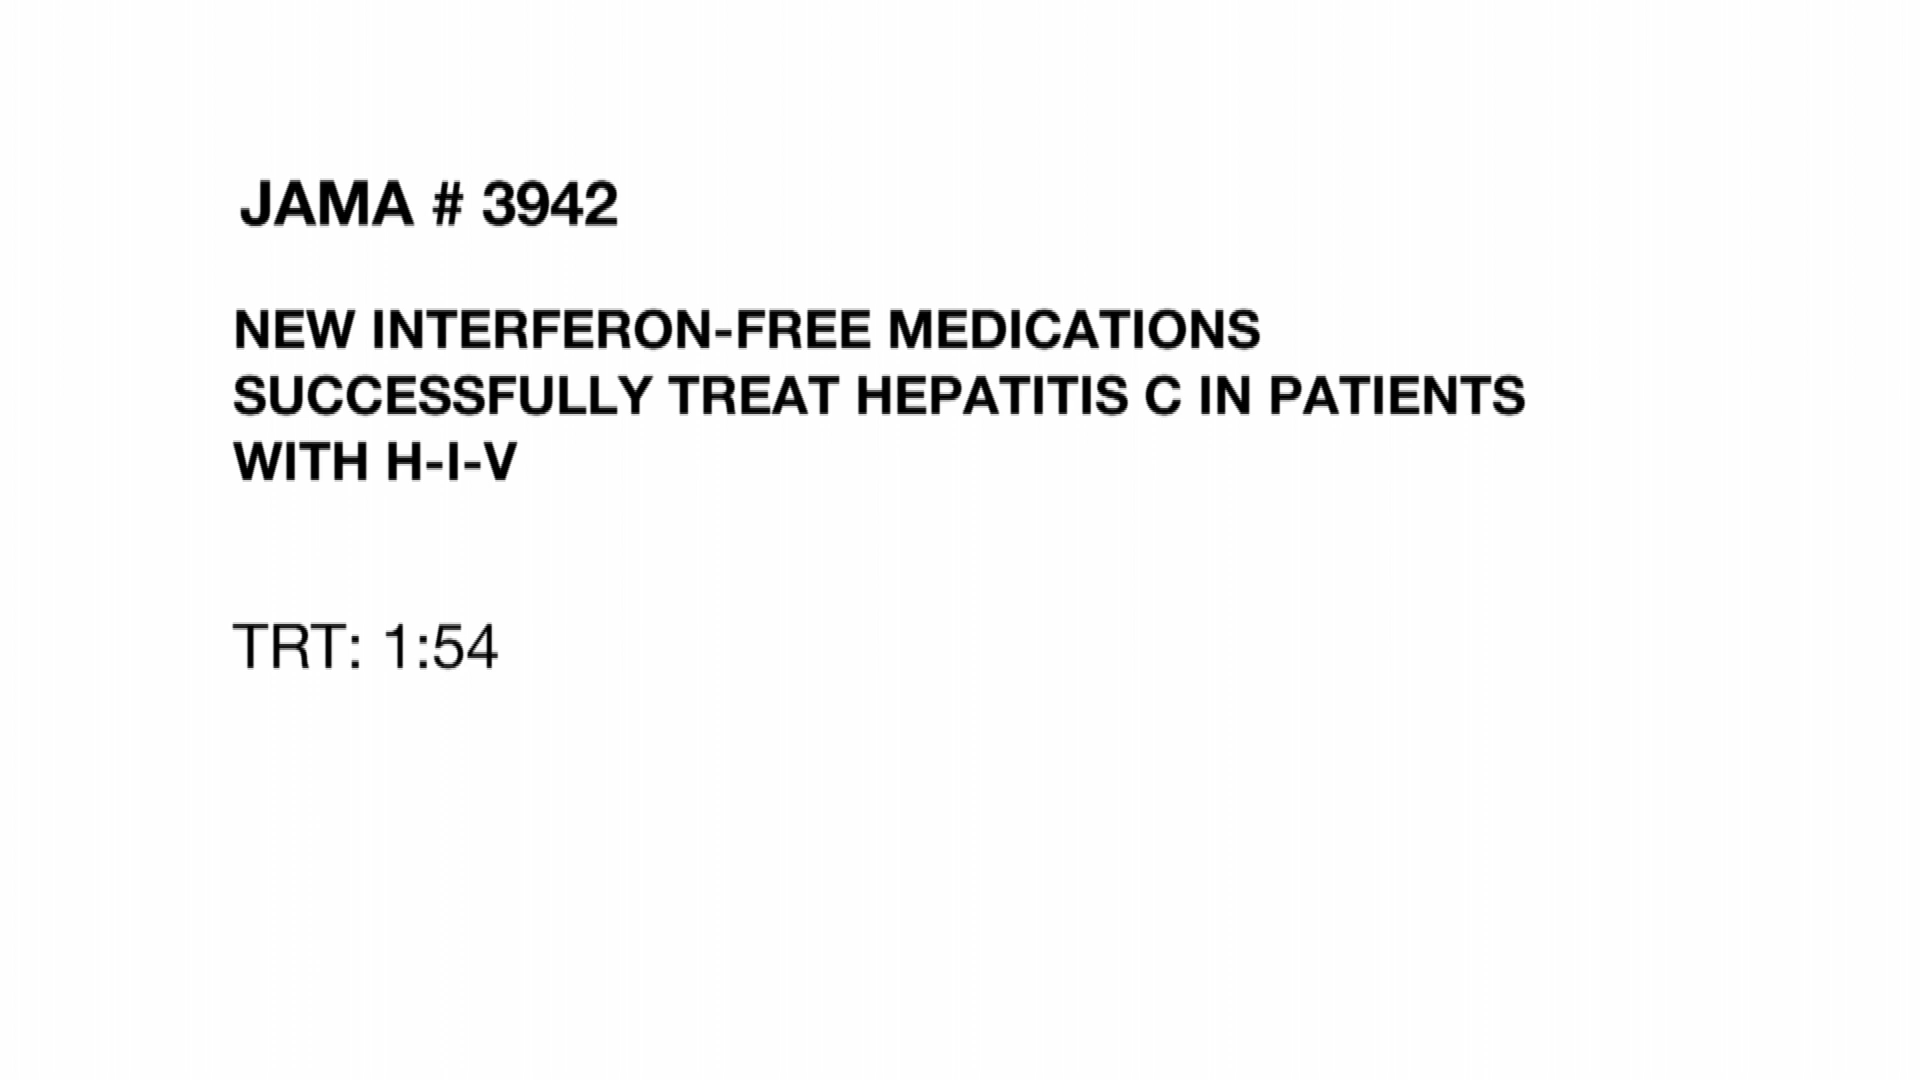 JAMA # 3942
NEW INTERFERON-FREE MEDICATIONS
SUCCESSFULLY TREAT HEPATITIS C IN PATIENTS
WITH H-I-V
TRT: 1:54